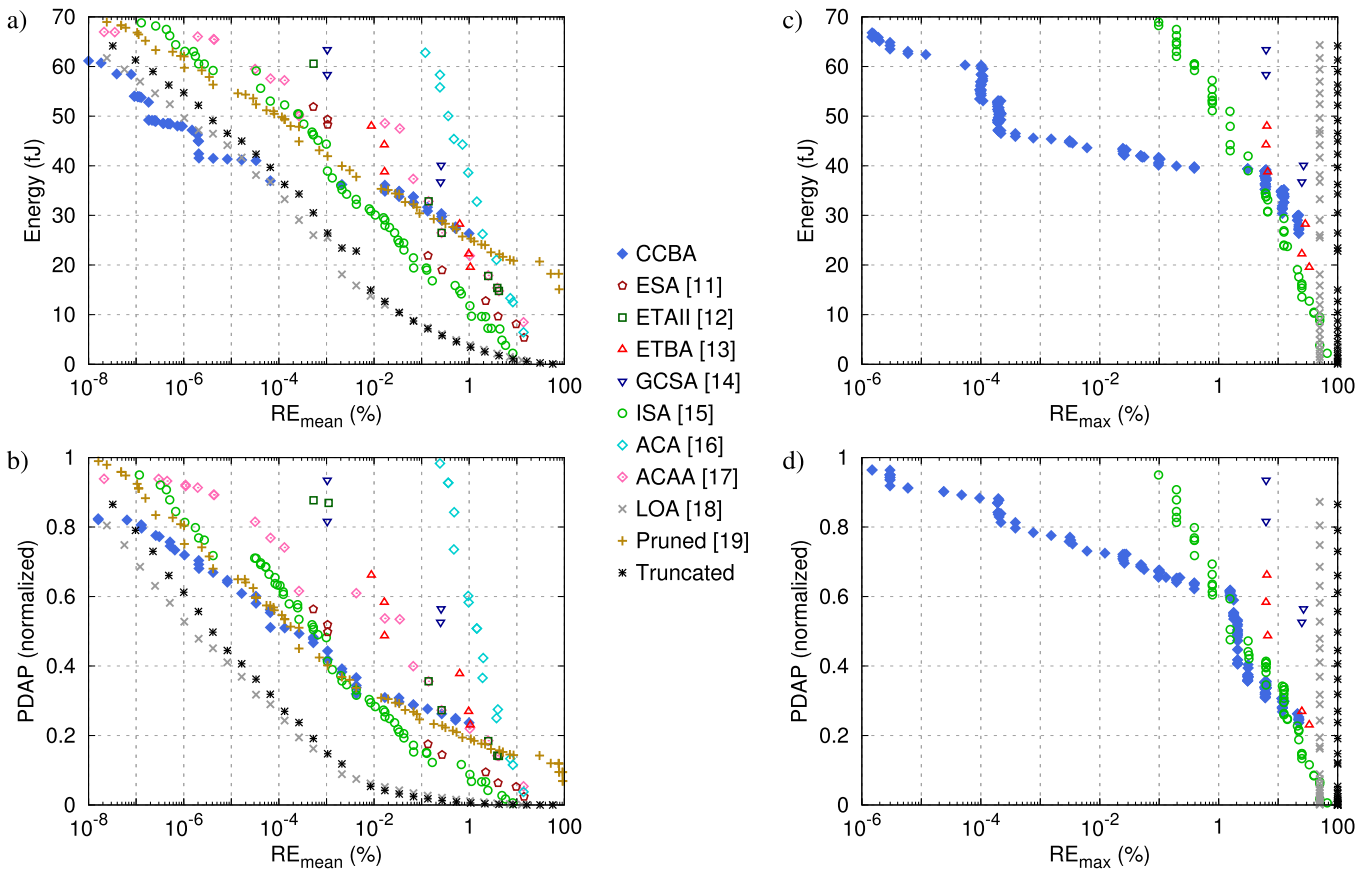 a)
70
60
50
40
30
20
10
0
Energy (fJ)
10-8 10-6 10-4 10-2 1 100
REmean (%)
b)
1
0.8
0.6
0.4
0.2
0
PDAP (normalized)
10-8 10-6 10-4 10-2 1 100
REmean (%)
CCBA
ESA [11]
ETAII [12]
ETBA [13]
GCSA [14]
ISA [15]
ACA [16]
ACAA [17]
LOA [18]
Pruned [19]
Truncated
c)
70
60
50
40
30
20
10
0
Energy (fJ)
10-6 10-4 10-2 1 100
REmax (%)
d)
1
0.8
0.6
0.4
0.2
0
PDAP (normalized)
10-6 10-4 10-2 1 100
REmax (%)